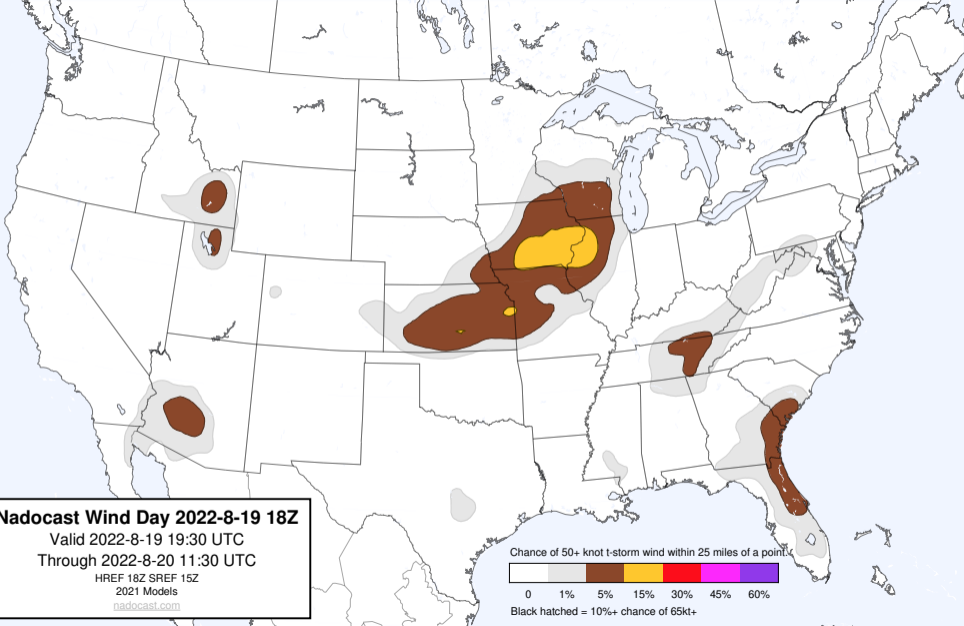 Nadocast Wind Day 2022-8-19 18Z
Valid 2022-8-19 19:30 UTC
Through 2022-8-20 11:30 UTC
HREF 18Z SREF 15Z
2021 Models
nadocast.com
Chance of 50+ knot t-storm wind within 25 miles of a point.
0 1% 5% 15% 30% 45% 60%
Black hatched = 10%+ chance of 65kt+